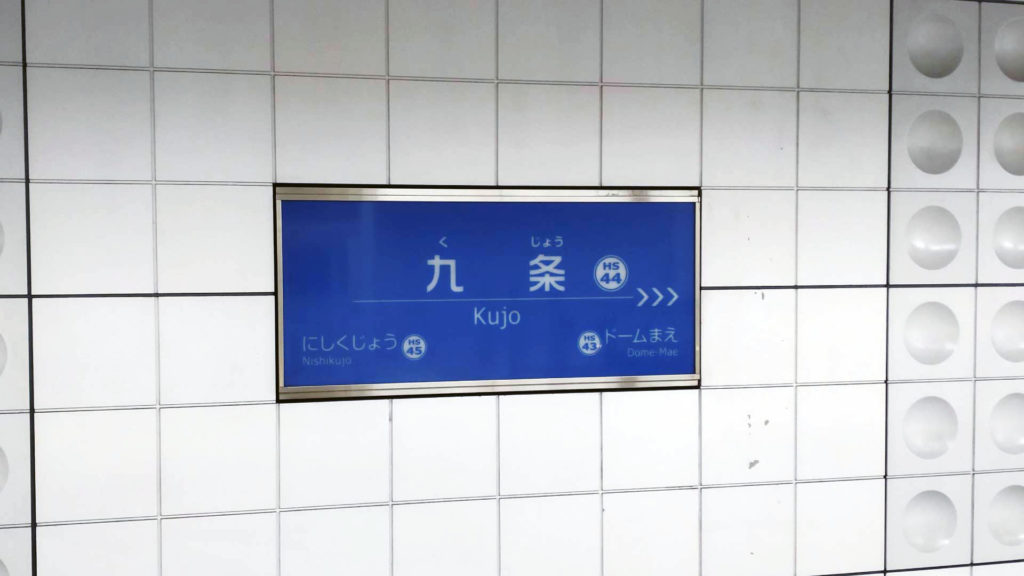 く じょう
九 条 HS 44
Kujo
にしくじょう HS 45
Nishikujo
HS 43 ドームまえ
Dome-Mae